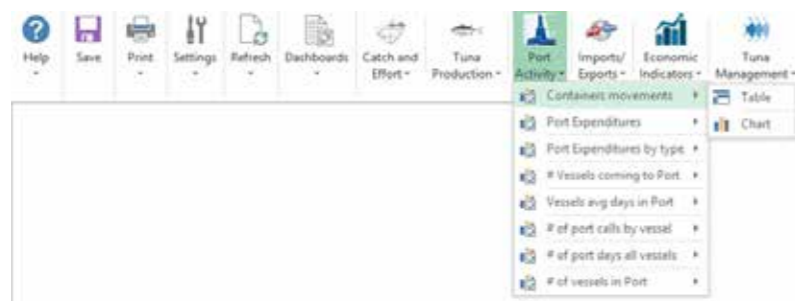 Help Save Print Settings Refresh Dashboards Catch and Tuna Port Imports/ Economic Tuna
Effort Production Activity Exports Indicators Management
Containers movements Table
Port Expenditures Chart
Port Expenditures by type
# Vessels coming to Port
Vessels avg days in Port
# of port calls by vessel
# of port days all vessels
# of vessels in Port